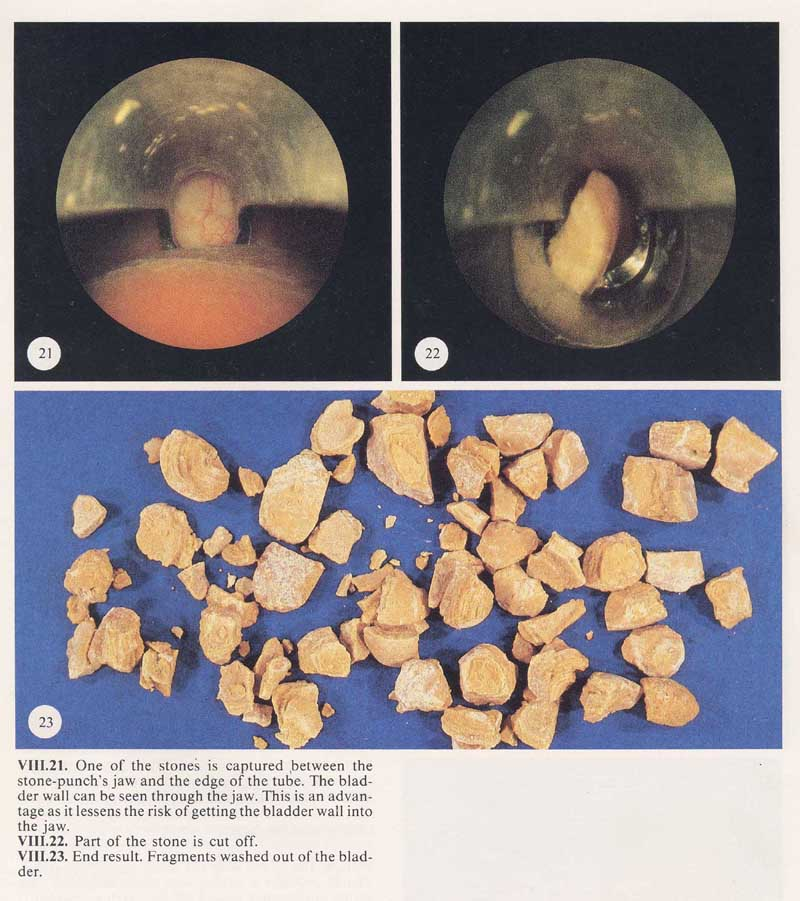 21
22
23
VIII.21. One of the stones is captured between the
stone-punch's jaw and the edge of the tube. The blad-
der wall can be seen through the jaw. This is an advan-
tage as it lessens the risk of getting the bladder wall into
the jaw.
VIII.22. Part of the stone is cut off.
VIII.23. End result. Fragments washed out of the blad-
der.